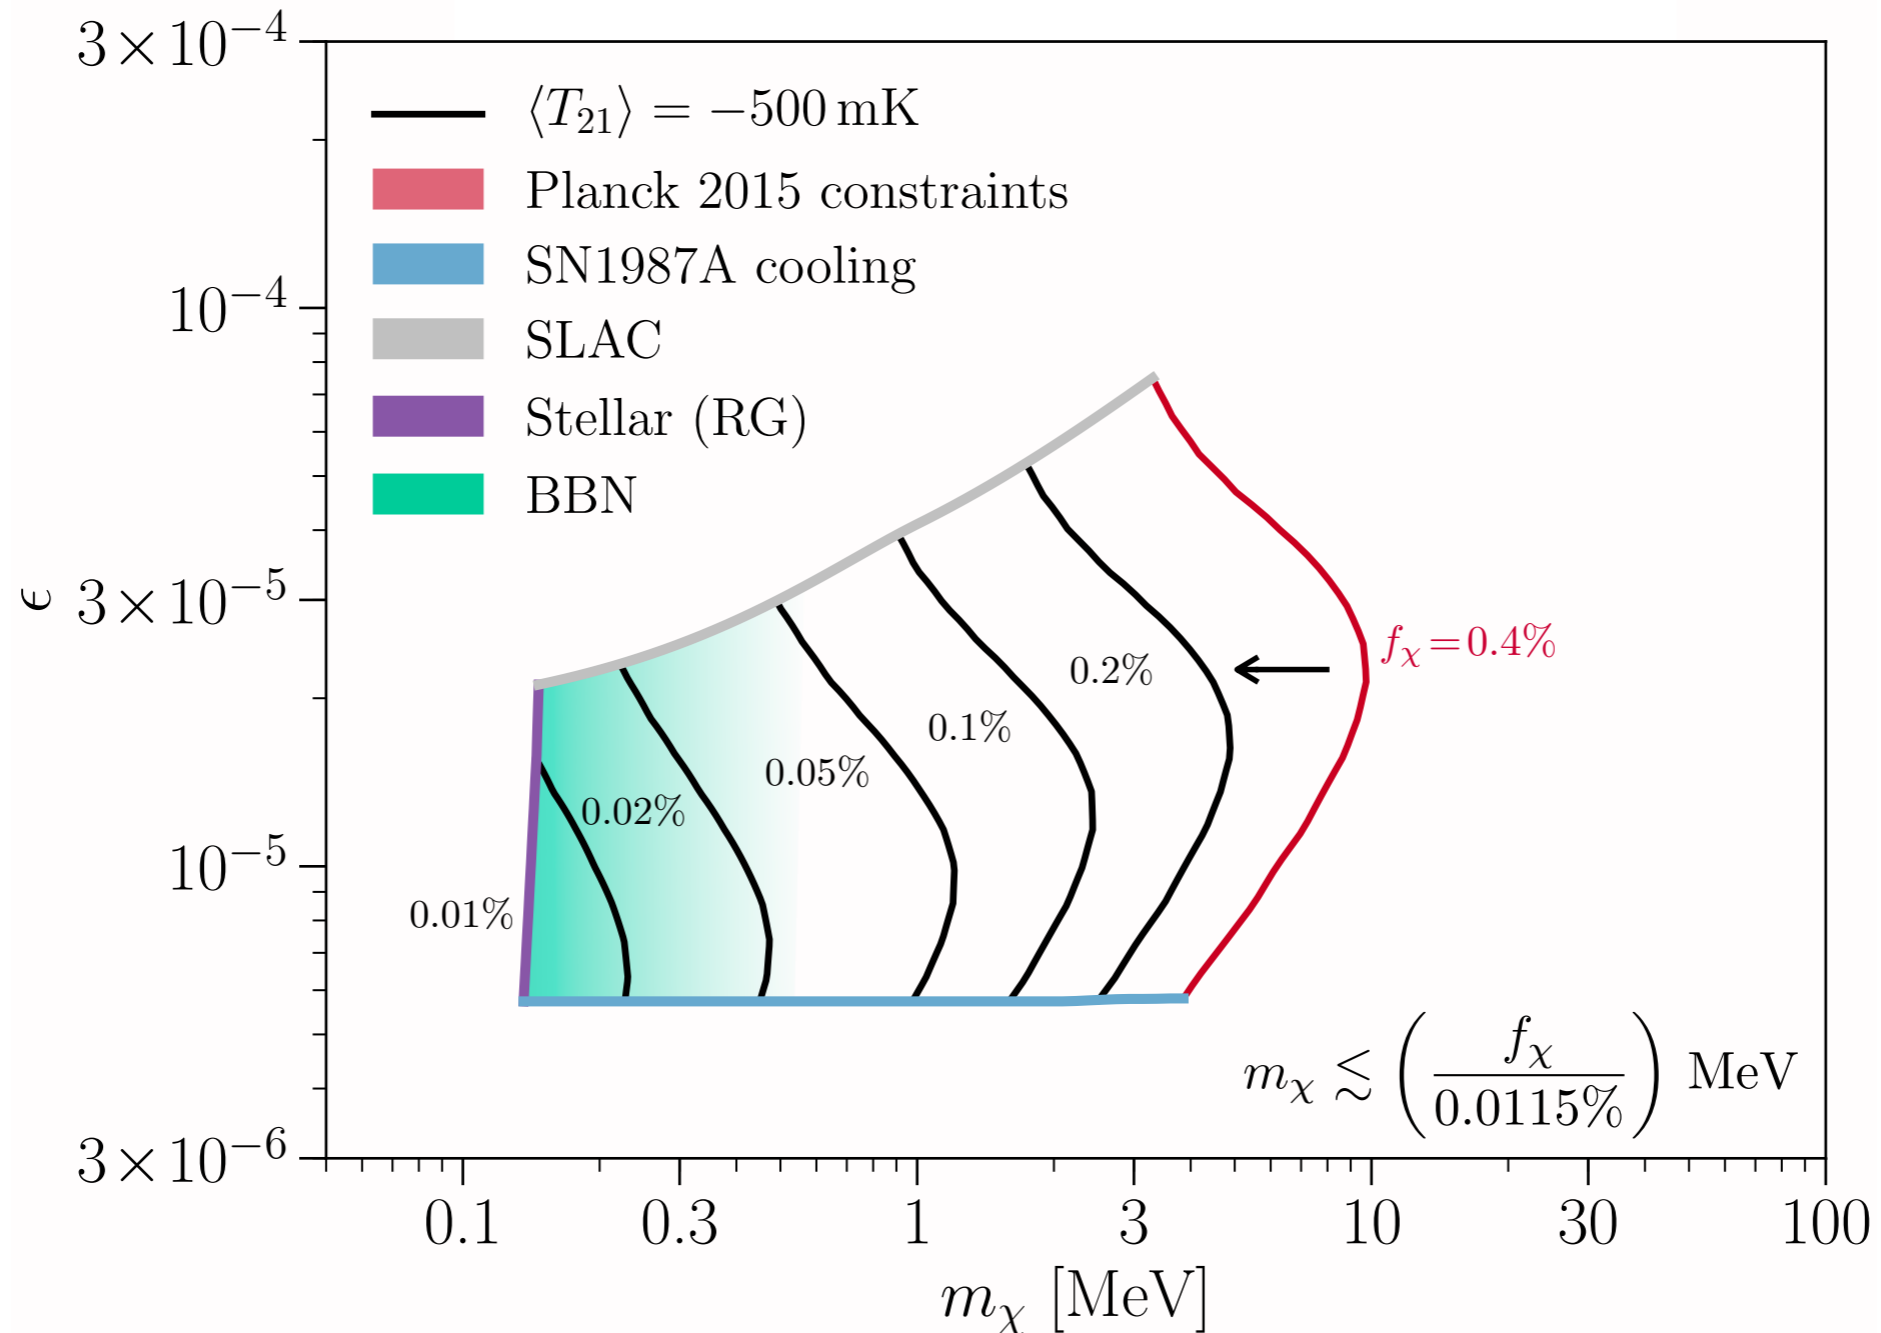 3×10⁻⁴
10⁻⁴
3×10⁻⁵
10⁻⁵
3×10⁻⁶
ϵ
⟨T₂₁⟩ = −500 mK
Planck 2015 constraints
SN1987A cooling
SLAC
Stellar (RG)
BBN
f_χ = 0.4%
0.2%
0.1%
0.05%
0.02%
0.01%
m_χ ≲ (f_χ / 0.0115%) MeV
0.1 0.3 1 3 10 30 100
m_χ [MeV]